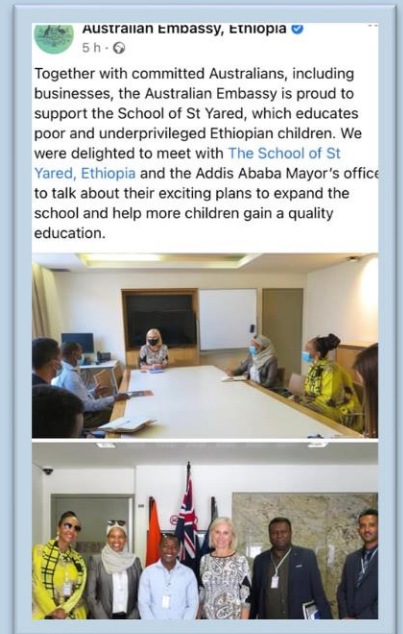 Australian Embassy, Ethiopia
5 h ·
Together with committed Australians, including
businesses, the Australian Embassy is proud to
support the School of St Yared, which educates
poor and underprivileged Ethiopian children. We
were delighted to meet with The School of St
Yared, Ethiopia and the Addis Ababa Mayor's office
to talk about their exciting plans to expand the
school and help more children gain a quality
education.